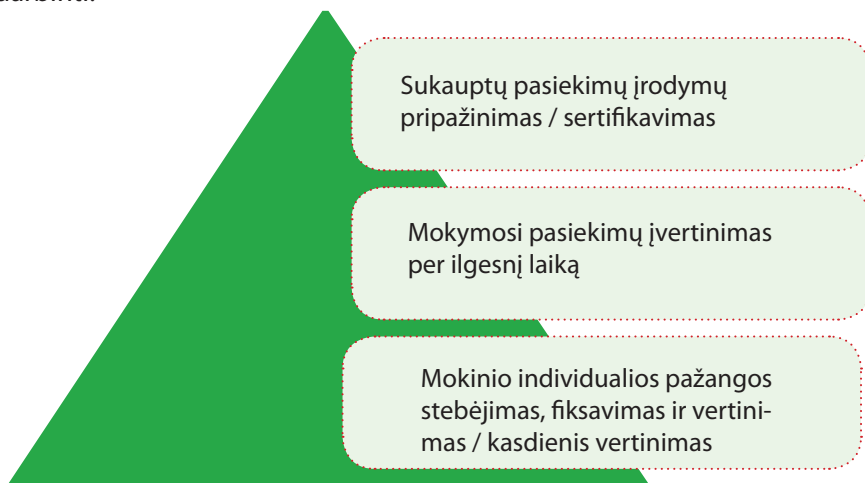 Sukauptų pasiekimų įrodymų
pripažinimas / sertifikavimas
Mokymosi pasiekimų įvertinimas
per ilgesnį laiką
Mokinio individualios pažangos
stebėjimas, fiksavimas ir vertini-
mas / kasdienis vertinimas